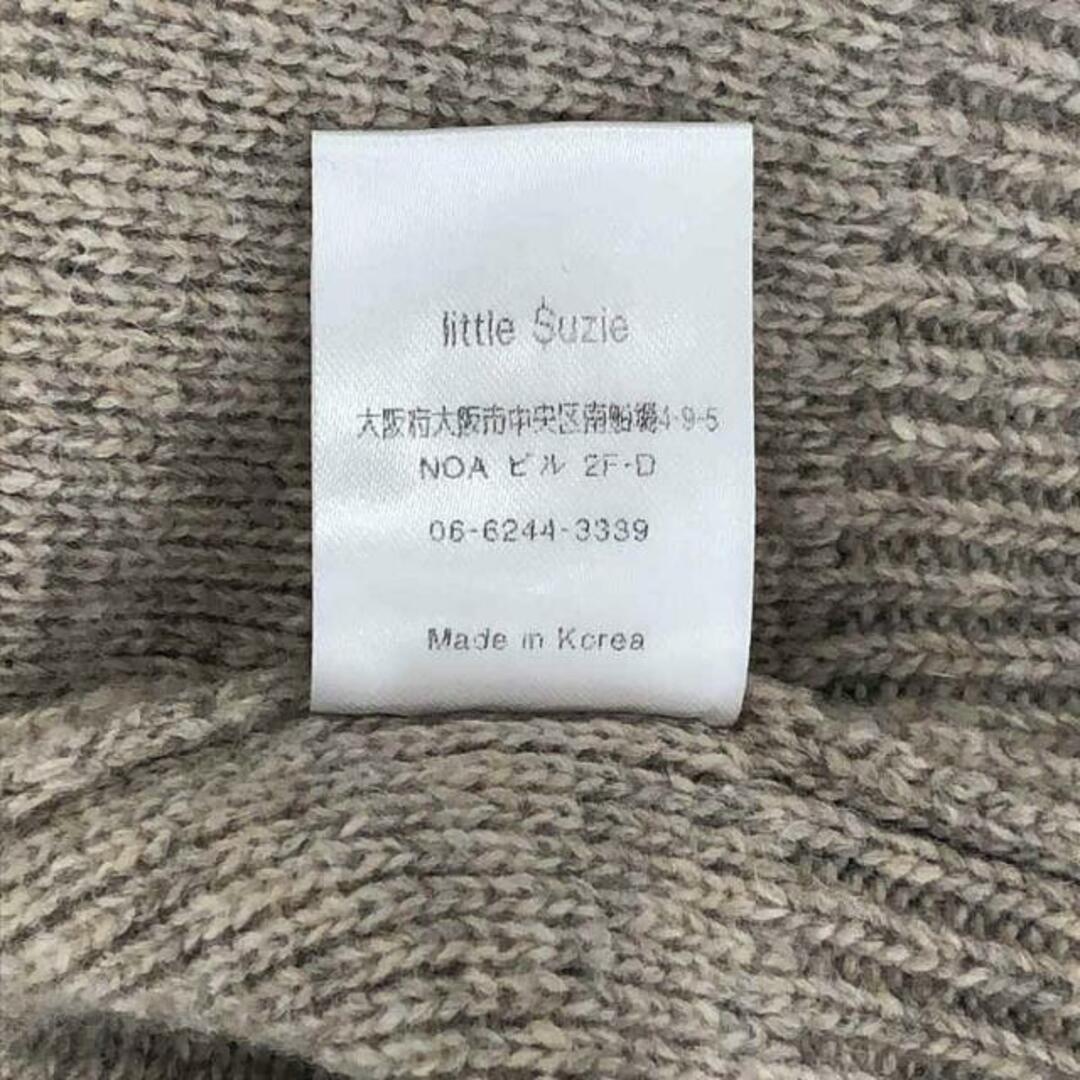 little Suzie
大阪府大阪市中央区南船場4-9-5
NOA ビル 2F-D
06-6244-3339
Made in Korea